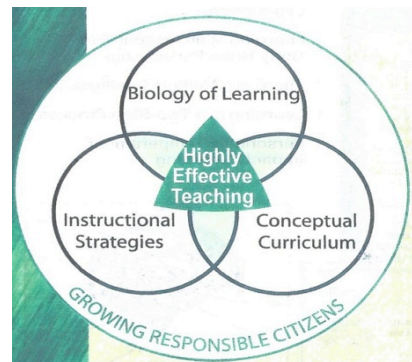 Biology of Learning
Highly
Effective
Teaching
Instructional
Strategies
Conceptual
Curriculum
GROWING RESPONSIBLE CITIZENS